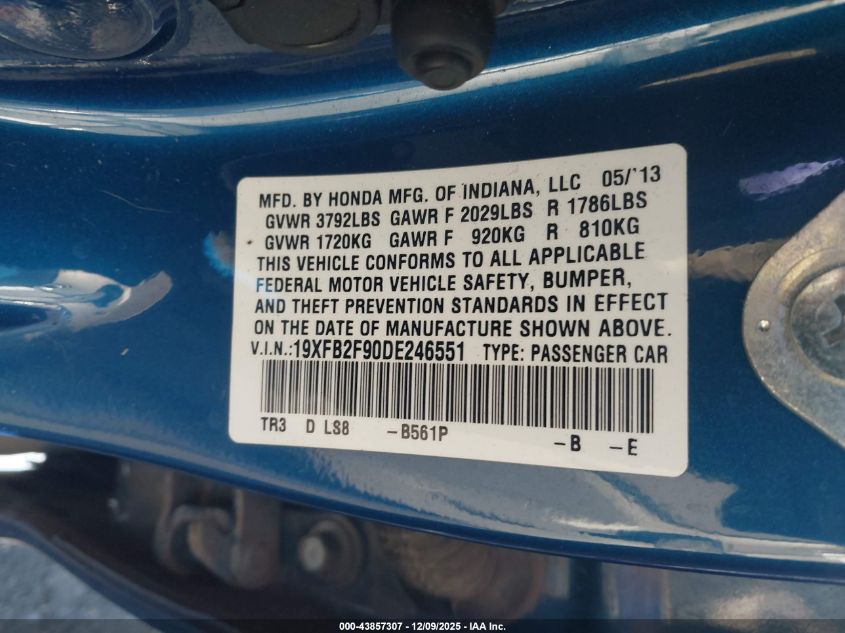 MFD. BY HONDA MFG. OF INDIANA, LLC 05/'13
GVWR 3792LBS GAWR F 2029LBS R 1786LBS
GVWR 1720KG GAWR F 920KG R 810KG
THIS VEHICLE CONFORMS TO ALL APPLICABLE
FEDERAL MOTOR VEHICLE SAFETY, BUMPER,
AND THEFT PREVENTION STANDARDS IN EFFECT
ON THE DATE OF MANUFACTURE SHOWN ABOVE.
V.I.N.:19XFB2F90DE246551 TYPE: PASSENGER CAR
TR3 D LS8 -B561P -B -E
000-43857307 - 12/09/2025 - IAA Inc.